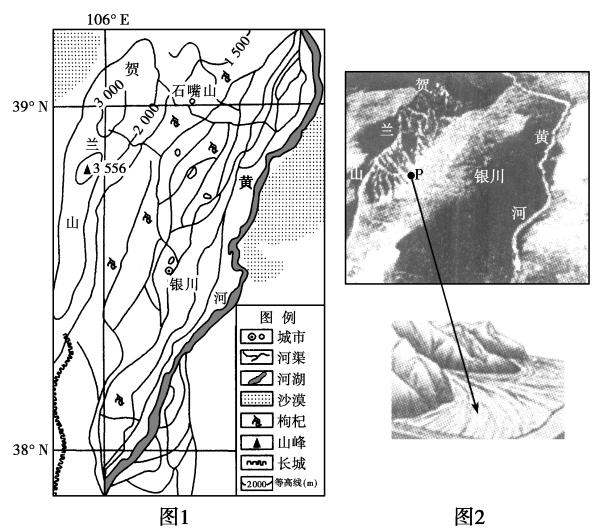 106° E
贺
1 500
石嘴山
3 000
39° N
2 000
兰
3 556
黄
山
银川
河
图 例
城市
河渠
河湖
沙漠
枸杞
山峰
长城
2000 等高线(m)
38° N
图1
贺
兰
黄
山
P
银川
河
图2